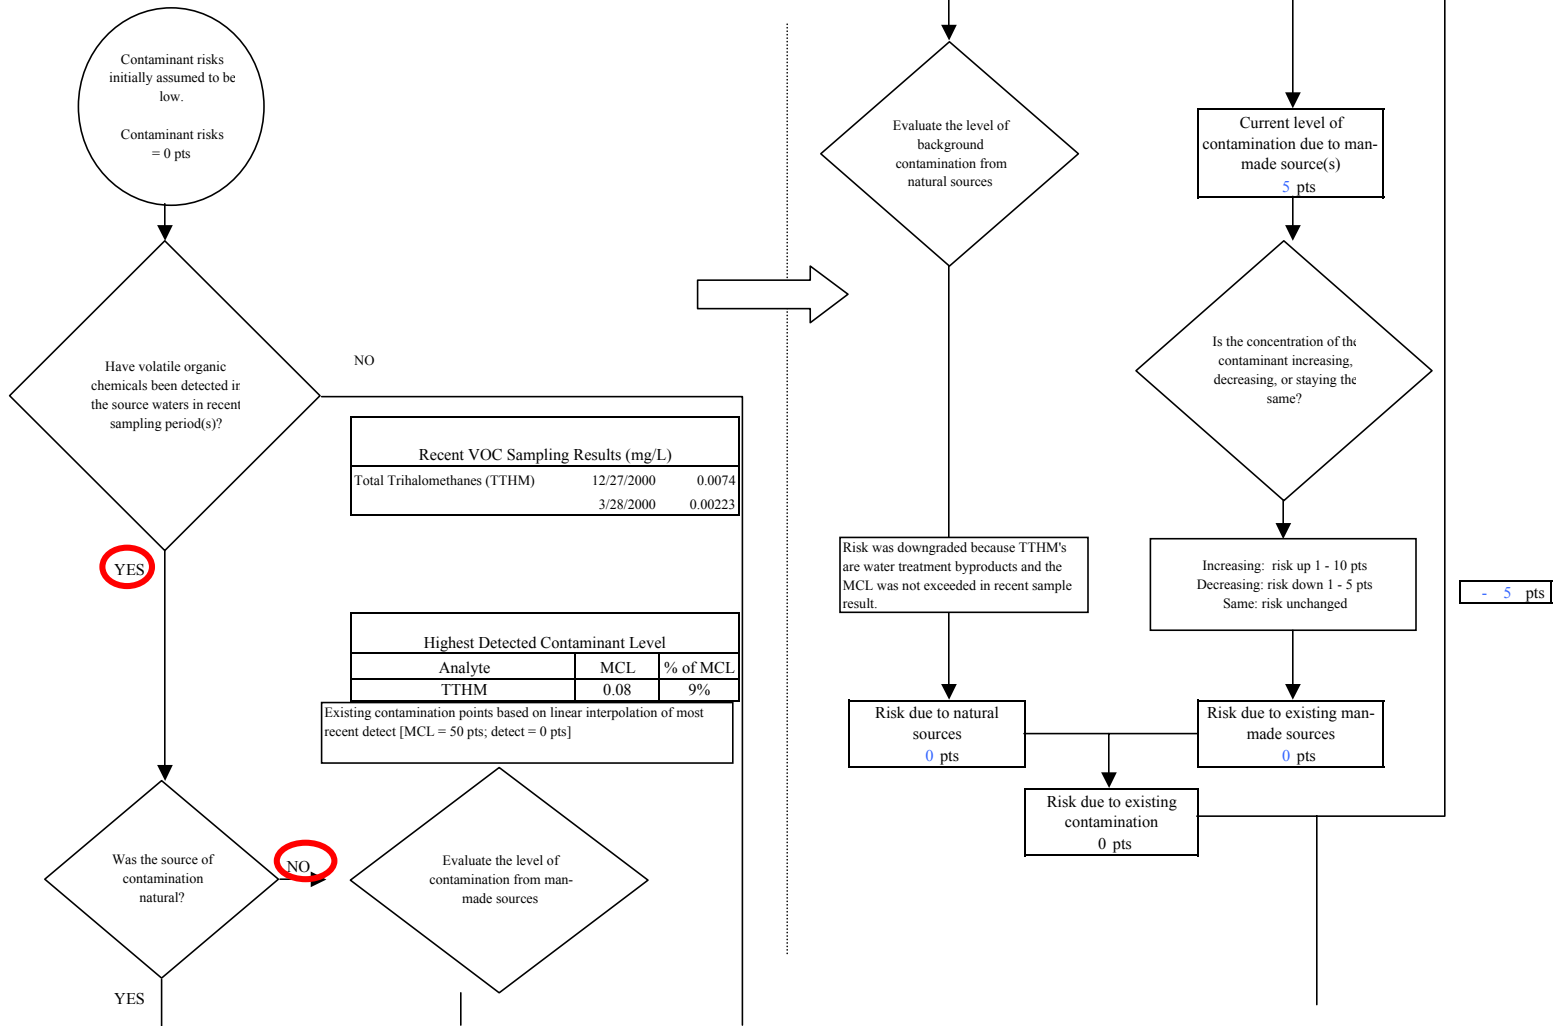 Contaminant risks
initially assumed to be
low.
Contaminant risks
= 0 pts
Have volatile organic
chemicals been detected in
the source waters in recent
sampling period(s)?
NO
Recent VOC Sampling Results (mg/L)
Total Trihalomethanes (TTHM) 12/27/2000 0.0074
3/28/2000 0.00223
YES
Highest Detected Contaminant Level
Analyte MCL % of MCL
TTHM 0.08 9%
Existing contamination points based on linear interpolation of most
recent detect [MCL = 50 pts; detect = 0 pts]
Was the source of
contamination
natural?
NO
Evaluate the level of
contamination from man-
made sources
YES
Evaluate the level of
background
contamination from
natural sources
Risk was downgraded because TTHM's
are water treatment byproducts and the
MCL was not exceeded in recent sample
result.
Risk due to natural
sources
0 pts
Current level of
contamination due to man-
made source(s)
5 pts
Is the concentration of the
contaminant increasing,
decreasing, or staying the
same?
Increasing: risk up 1 - 10 pts
Decreasing: risk down 1 - 5 pts
Same: risk unchanged
- 5 pts
Risk due to existing man-
made sources
0 pts
Risk due to existing
contamination
0 pts